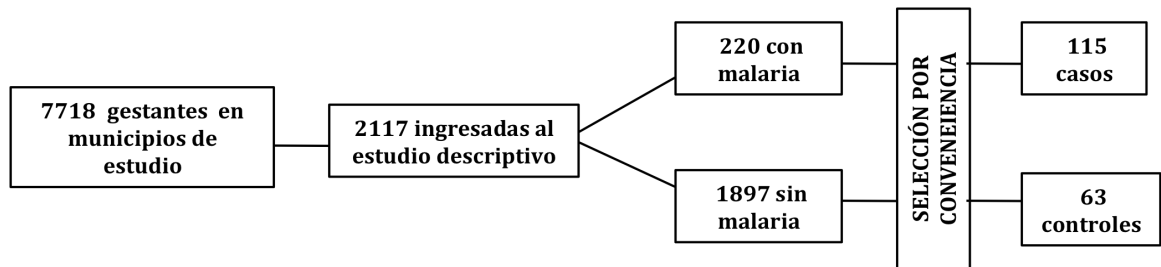 7718 gestantes en
municipios de
estudio
2117 ingresadas al
estudio descriptivo
220 con
malaria
1897 sin
malaria
SELECCIÓN POR
CONVENEIENCIA
115
casos
63
controles